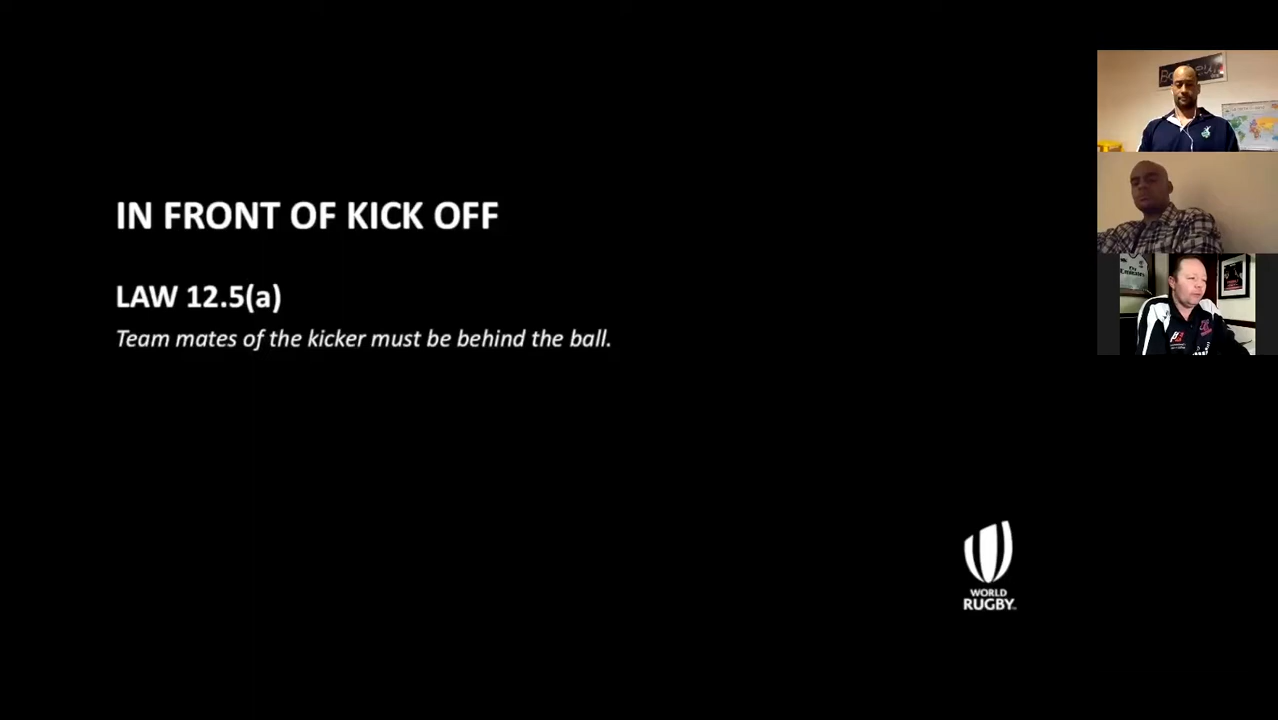 IN FRONT OF KICK OFF
LAW 12.5(a)
Team mates of the kicker must be behind the ball.
WORLD
RUGBY